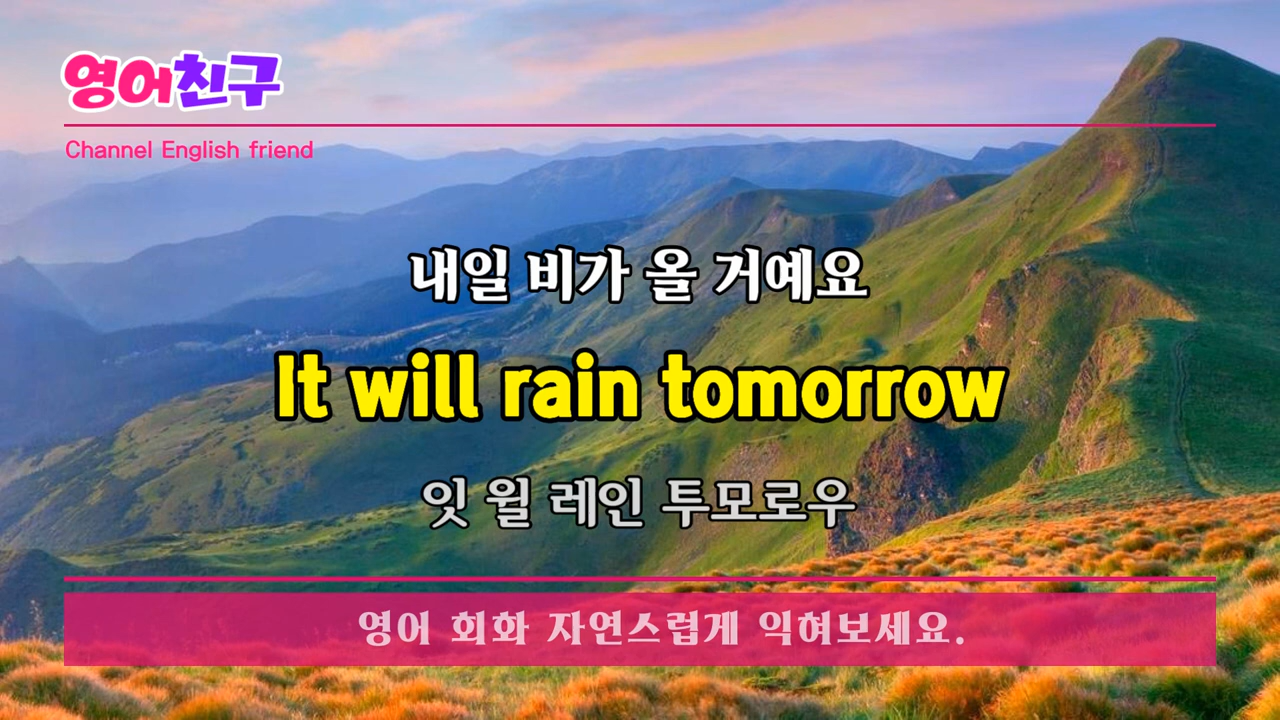 영어친구
Channel English friend
내일 비가 올 거예요
It will rain tomorrow
잇 윌 레인 투모로우
영어 회화 자연스럽게 익혀보세요.